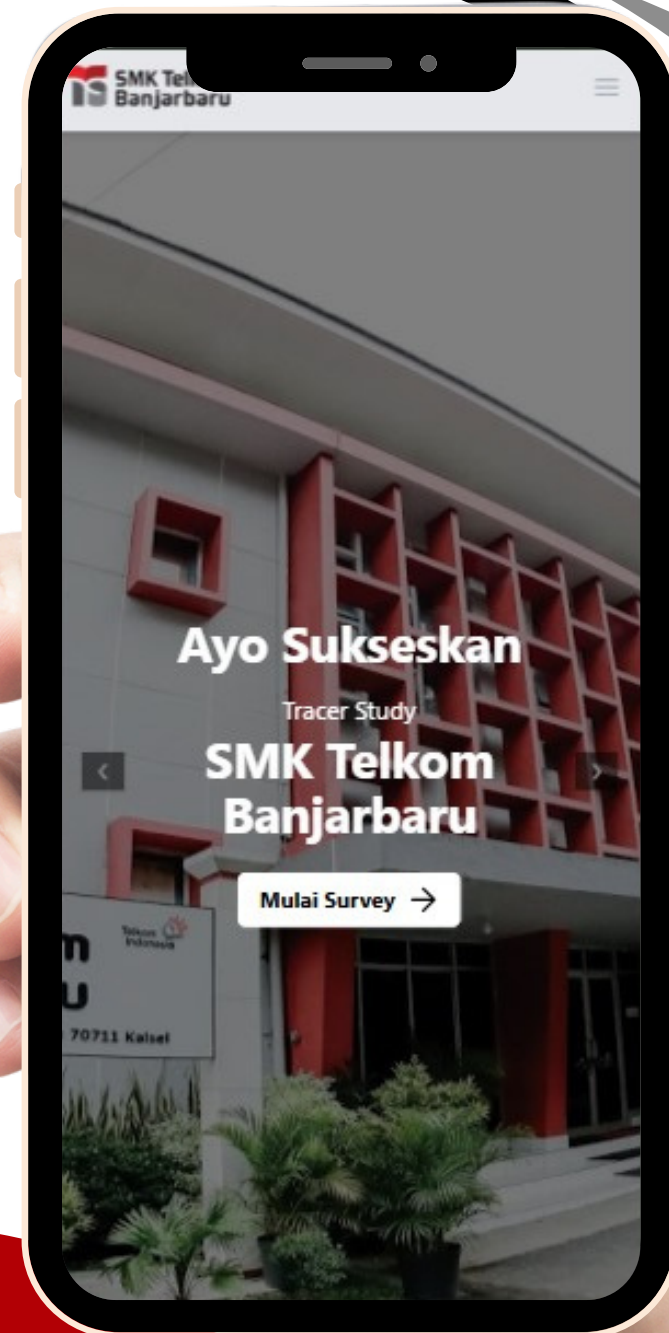 SMK Tel
Banjarbaru
Ayo Sukseskan
Tracer Study
SMK Telkom
Banjarbaru
Mulai Survey
Telkom
Indonesia
m
u
70711 Kalsel